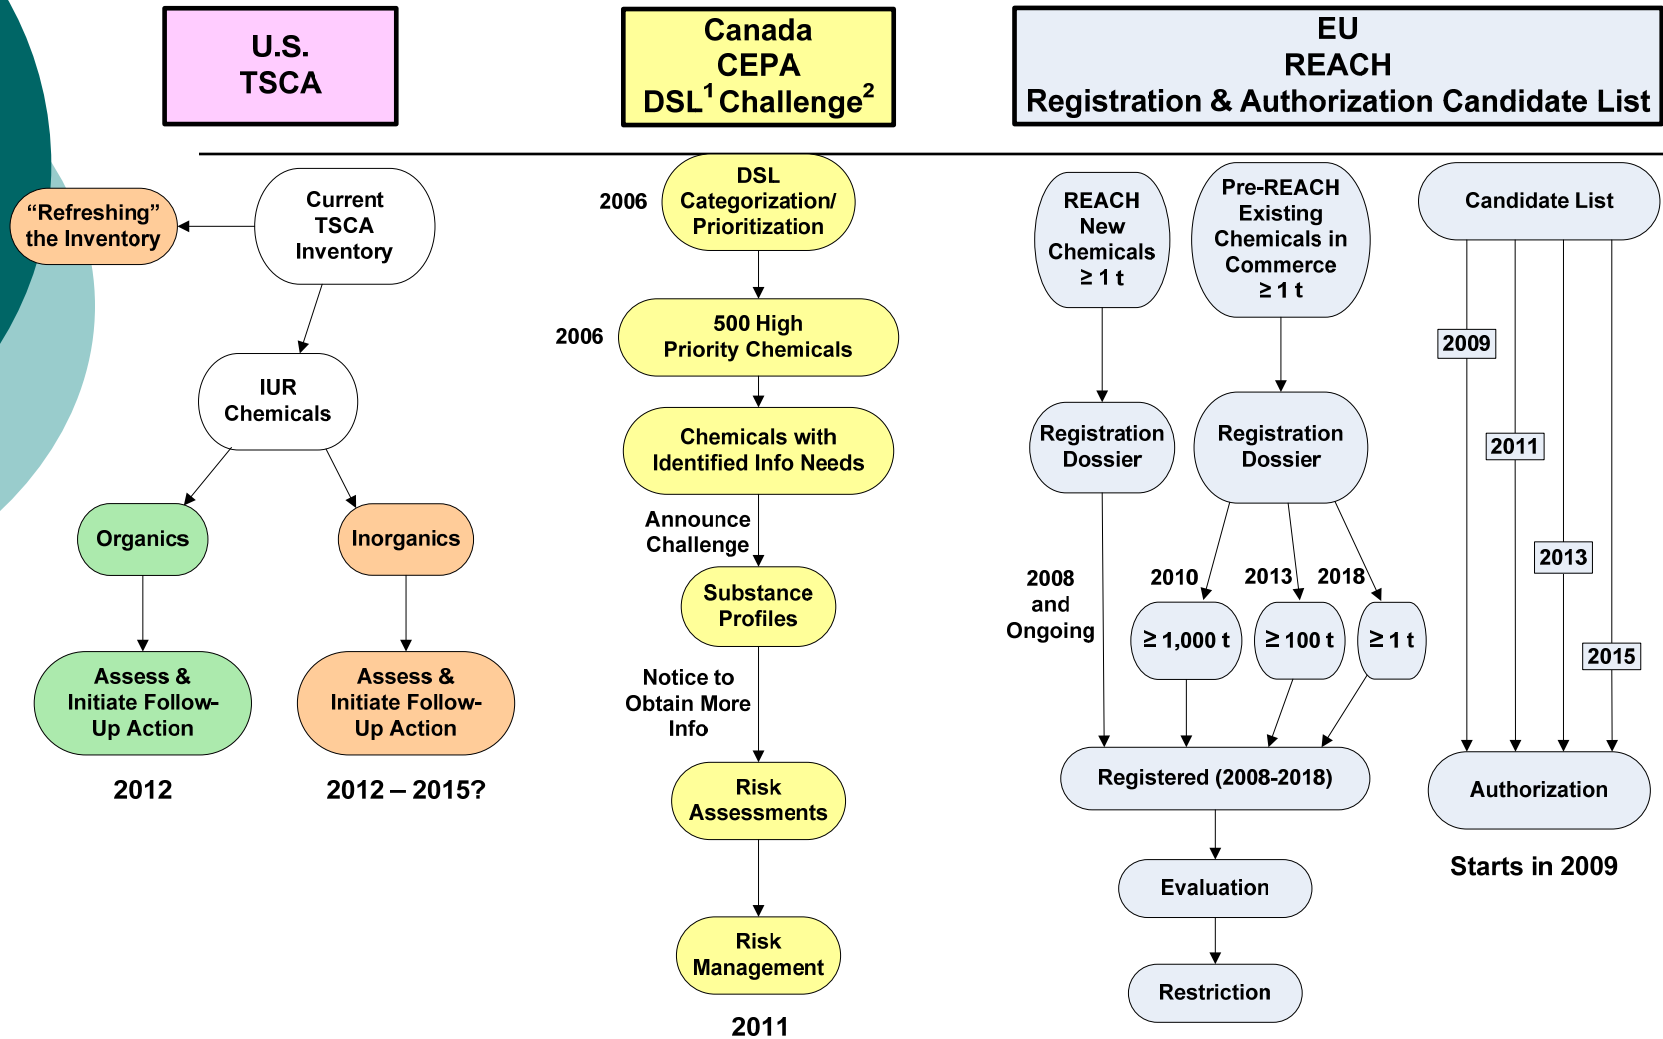 U.S.
TSCA
Canada
CEPA
DSL¹ Challenge²
EU
REACH
Registration & Authorization Candidate List
“Refreshing”
the Inventory
Current
TSCA
Inventory
IUR
Chemicals
Organics
Inorganics
Assess &
Initiate Follow-
Up Action
Assess &
Initiate Follow-
Up Action
2012
2012 – 2015?
2006
DSL
Categorization/
Prioritization
2006
500 High
Priority Chemicals
Chemicals with
Identified Info Needs
Announce
Challenge
Substance
Profiles
Notice to
Obtain More
Info
Risk
Assessments
Risk
Management
2011
REACH
New
Chemicals
≥ 1 t
Pre-REACH
Existing
Chemicals in
Commerce
≥ 1 t
Registration
Dossier
Registration
Dossier
2008
and
Ongoing
2010
2013
2018
≥ 1,000 t
≥ 100 t
≥ 1 t
Registered (2008-2018)
Evaluation
Restriction
Candidate List
2009
2011
2013
2015
Authorization
Starts in 2009